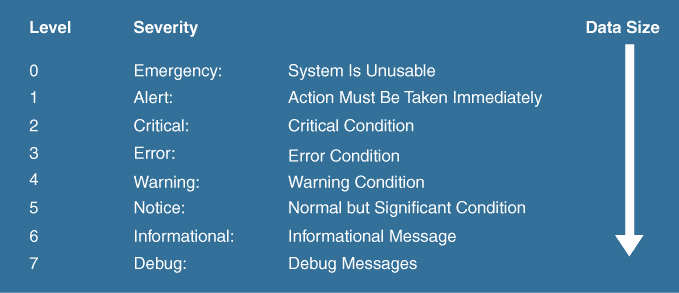 Level Severity Data Size
0 Emergency: System Is Unusable
1 Alert: Action Must Be Taken Immediately
2 Critical: Critical Condition
3 Error: Error Condition
4 Warning: Warning Condition
5 Notice: Normal but Significant Condition
6 Informational: Informational Message
7 Debug: Debug Messages